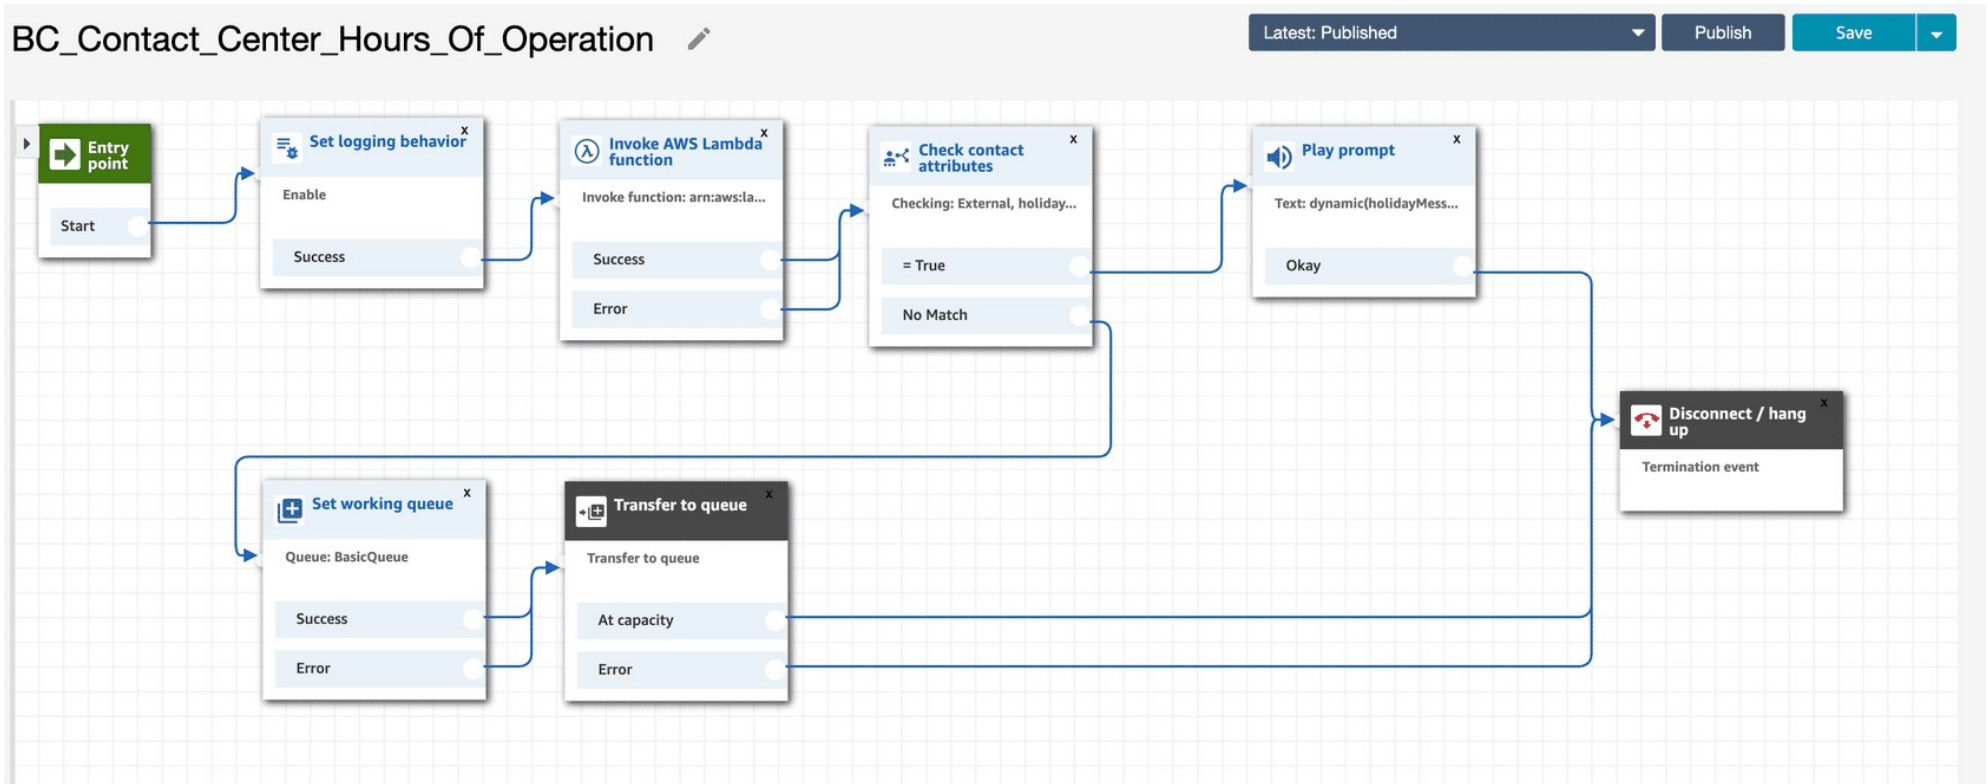 BC_Contact_Center_Hours_Of_Operation
Latest: Published
Publish
Save
Entry
point
Start
Set logging behavior
x
Enable
Success
Invoke AWS Lambda
function
x
Invoke function: arn:aws:la...
Success
Error
Check contact
attributes
x
Checking: External, holiday...
= True
No Match
Play prompt
x
Text: dynamic(holidayMess...
Okay
Disconnect / hang
up
x
Termination event
Set working queue
x
Queue: BasicQueue
Success
Error
Transfer to queue
x
Transfer to queue
At capacity
Error